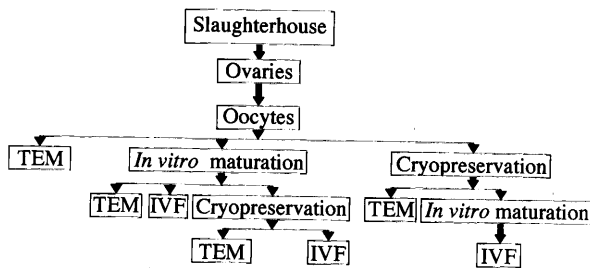 Slaughterhouse
Ovaries
Oocytes
TEM
In vitro maturation
Cryopreservation
TEM
IVF
Cryopreservation
TEM
In vitro maturation
TEM
IVF
IVF